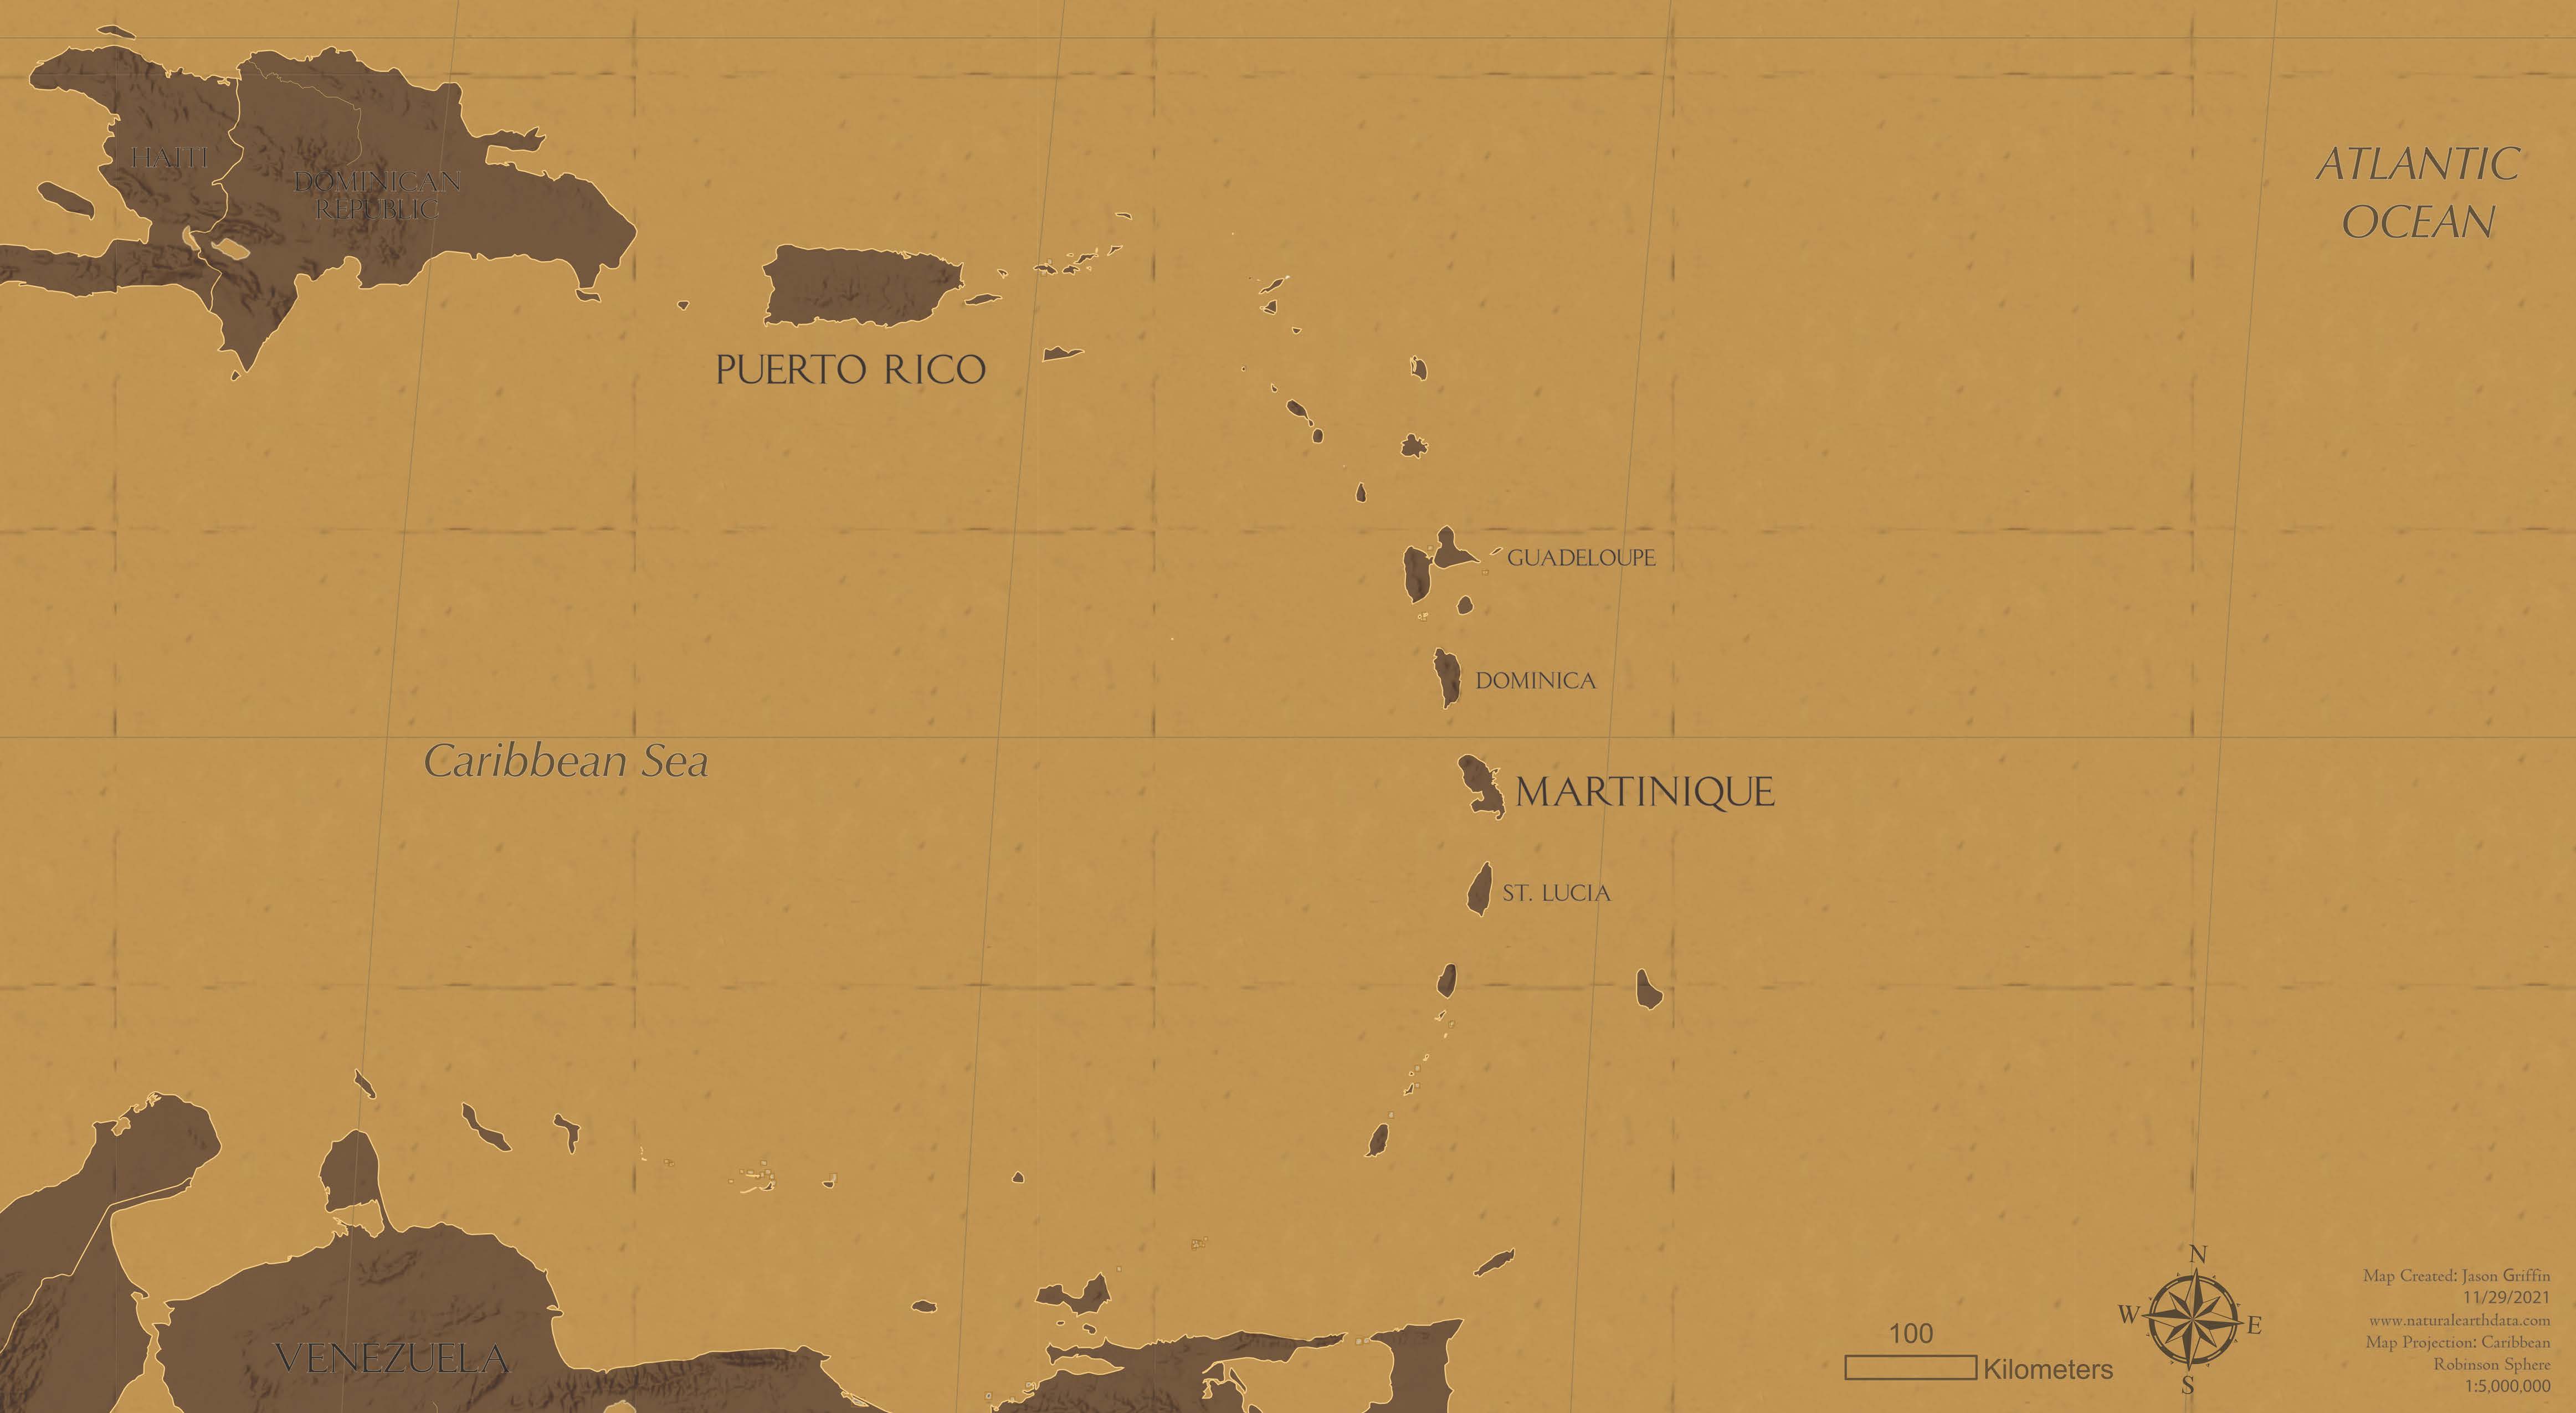 HAITI
DOMINICAN
REPUBLIC
ATLANTIC
OCEAN
PUERTO RICO
GUADELOUPE
DOMINICA
Caribbean Sea
MARTINIQUE
ST. LUCIA
VENEZUELA
100
Kilometers
N
W
E
S
Map Created: Jason Griffin
11/29/2021
www.naturalearthdata.com
Map Projection: Caribbean
Robinson Sphere
1:5,000,000